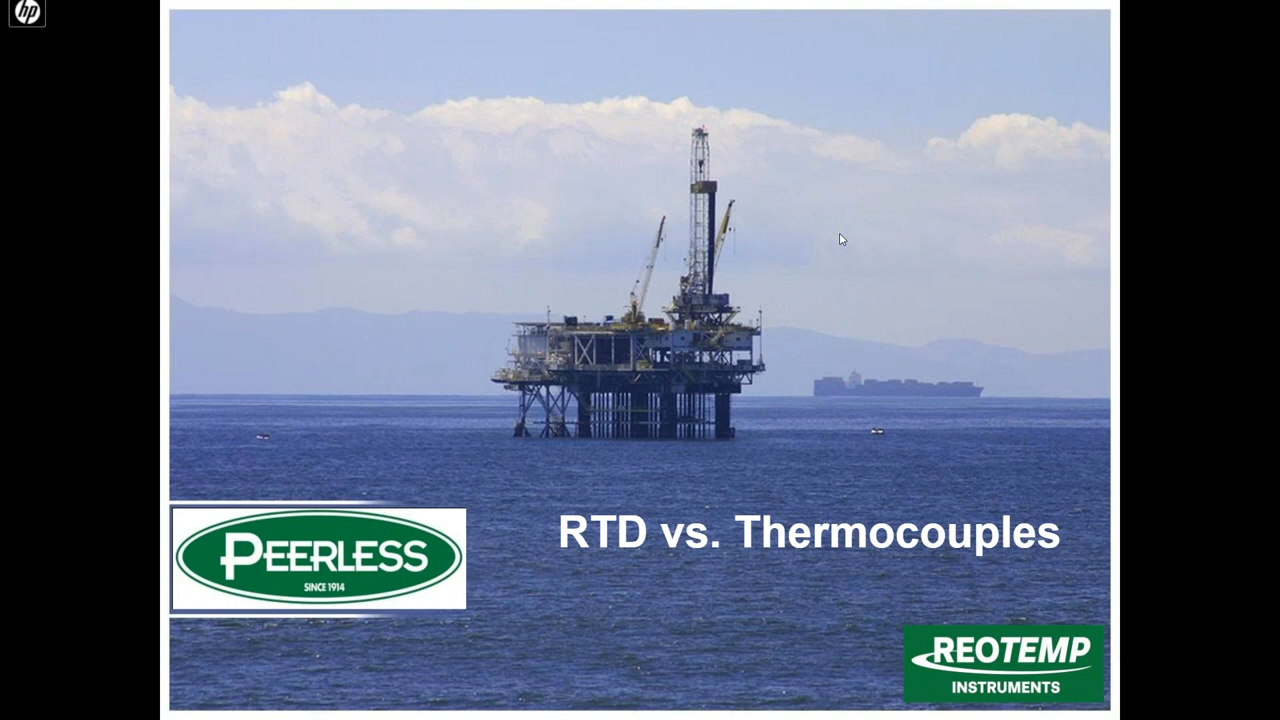 hp
RTD vs. Thermocouples
PEERLESS
SINCE 1914
REOTEMP
INSTRUMENTS